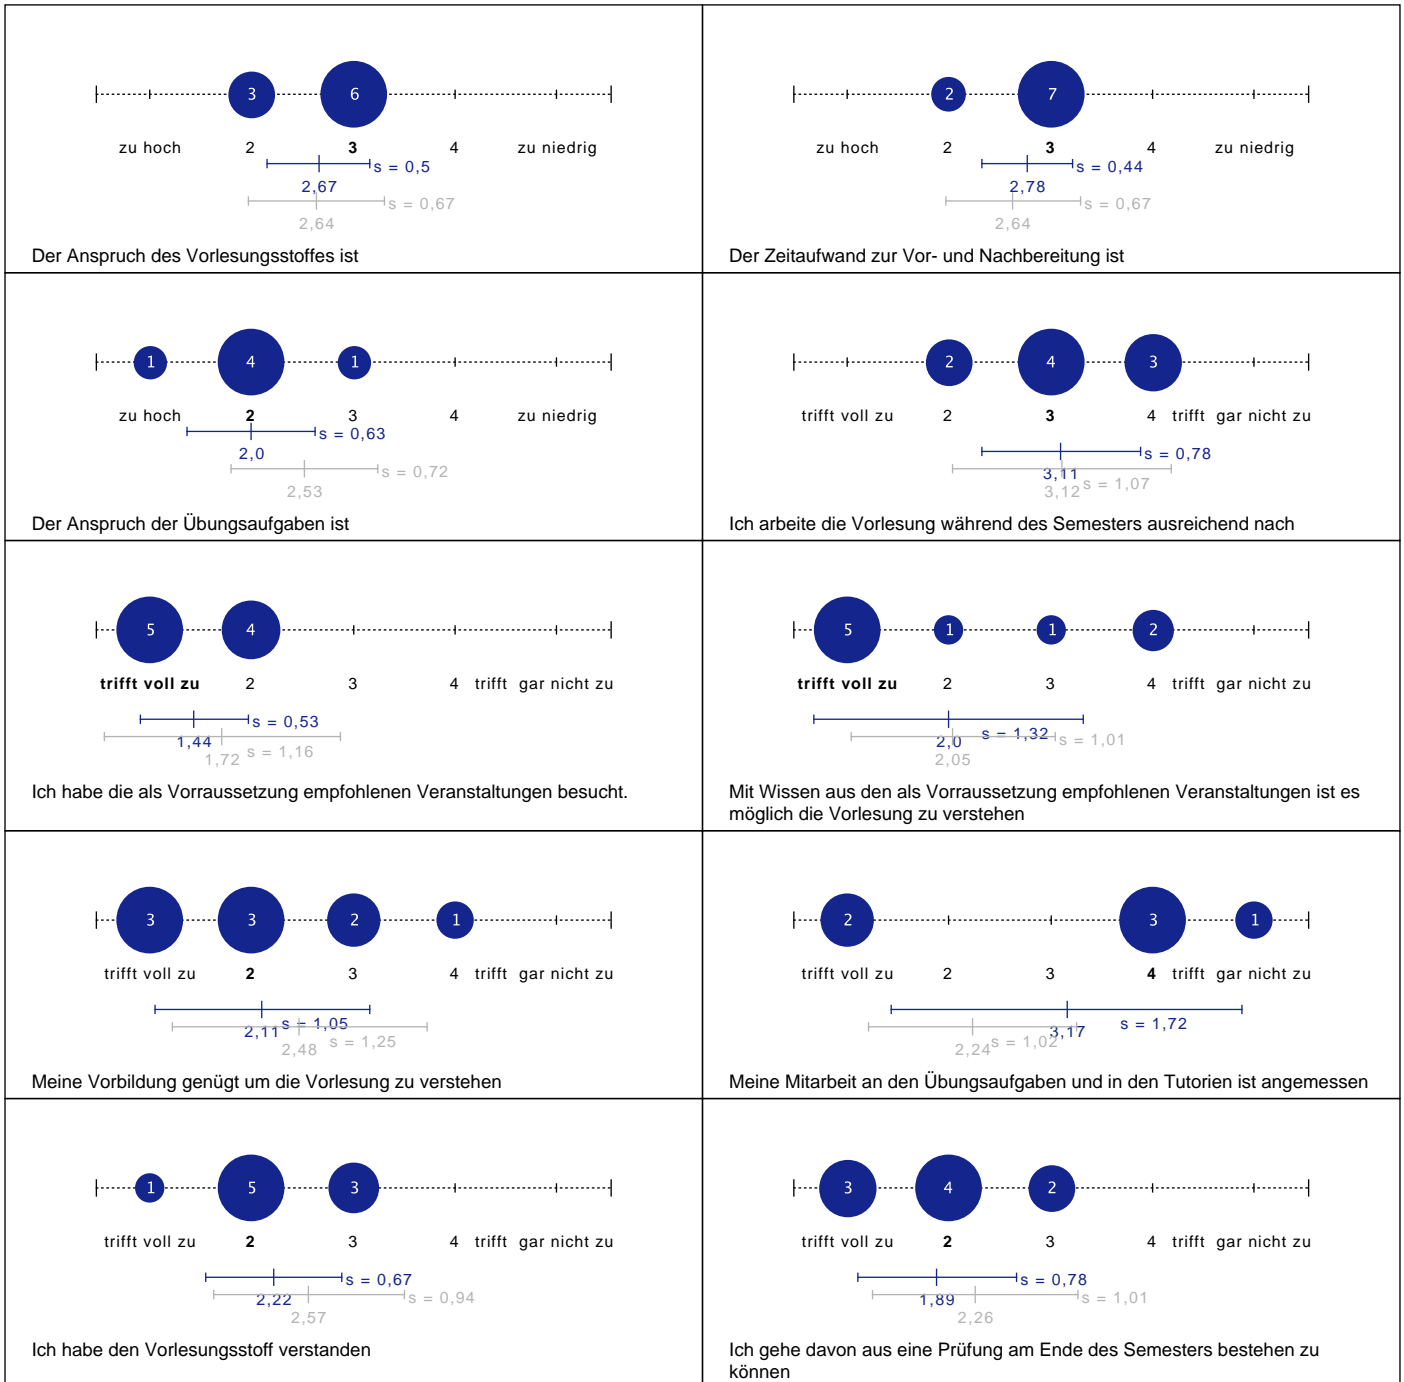 3 6
zu hoch 2 3 4 zu niedrig
s = 0,5
2,67
s = 0,67
2,64
Der Anspruch des Vorlesungsstoffes ist
2 7
zu hoch 2 3 4 zu niedrig
s = 0,44
2,78
s = 0,67
2,64
Der Zeitaufwand zur Vor- und Nachbereitung ist
1 4 1
zu hoch 2 3 4 zu niedrig
s = 0,63
2,0
s = 0,72
2,53
Der Anspruch der Übungsaufgaben ist
2 4 3
trifft voll zu 2 3 4 trifft gar nicht zu
s = 0,78
3,11
s = 1,07
3,12
Ich arbeite die Vorlesung während des Semesters ausreichend nach
5 4
trifft voll zu 2 3 4 trifft gar nicht zu
s = 0,53
1,44
s = 1,16
1,72
Ich habe die als Vorraussetzung empfohlenen Veranstaltungen besucht.
5 1 1 2
trifft voll zu 2 3 4 trifft gar nicht zu
s = 1,32
2,0
s = 1,01
2,05
Mit Wissen aus den als Vorraussetzung empfohlenen Veranstaltungen ist es
möglich die Vorlesung zu verstehen
3 3 2 1
trifft voll zu 2 3 4 trifft gar nicht zu
s = 1,05
2,11
s = 1,25
2,48
Meine Vorbildung genügt um die Vorlesung zu verstehen
2 3 1
trifft voll zu 2 3 4 trifft gar nicht zu
s = 1,72
3,17
s = 1,02
2,24
Meine Mitarbeit an den Übungsaufgaben und in den Tutorien ist angemessen
1 5 3
trifft voll zu 2 3 4 trifft gar nicht zu
s = 0,67
2,22
s = 0,94
2,57
Ich habe den Vorlesungsstoff verstanden
3 4 2
trifft voll zu 2 3 4 trifft gar nicht zu
s = 0,78
1,89
s = 1,01
2,26
Ich gehe davon aus eine Prüfung am Ende des Semesters bestehen zu
können